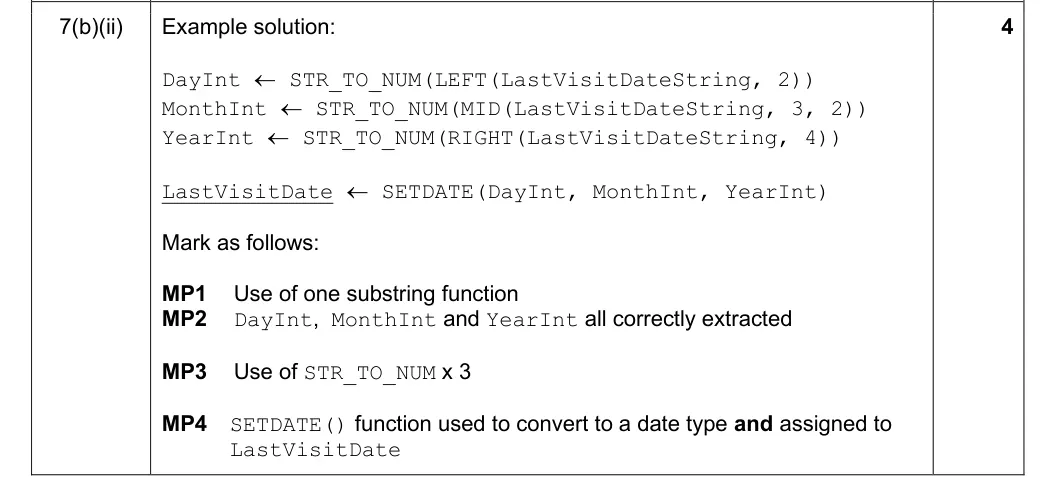 7(b)(ii) Example solution: 4
DayInt ← STR_TO_NUM(LEFT(LastVisitDateString, 2))
MonthInt ← STR_TO_NUM(MID(LastVisitDateString, 3, 2))
YearInt ← STR_TO_NUM(RIGHT(LastVisitDateString, 4))
LastVisitDate ← SETDATE(DayInt, MonthInt, YearInt)
Mark as follows:
MP1 Use of one substring function
MP2 DayInt, MonthInt and YearInt all correctly extracted
MP3 Use of STR_TO_NUM x 3
MP4 SETDATE() function used to convert to a date type and assigned to
LastVisitDate